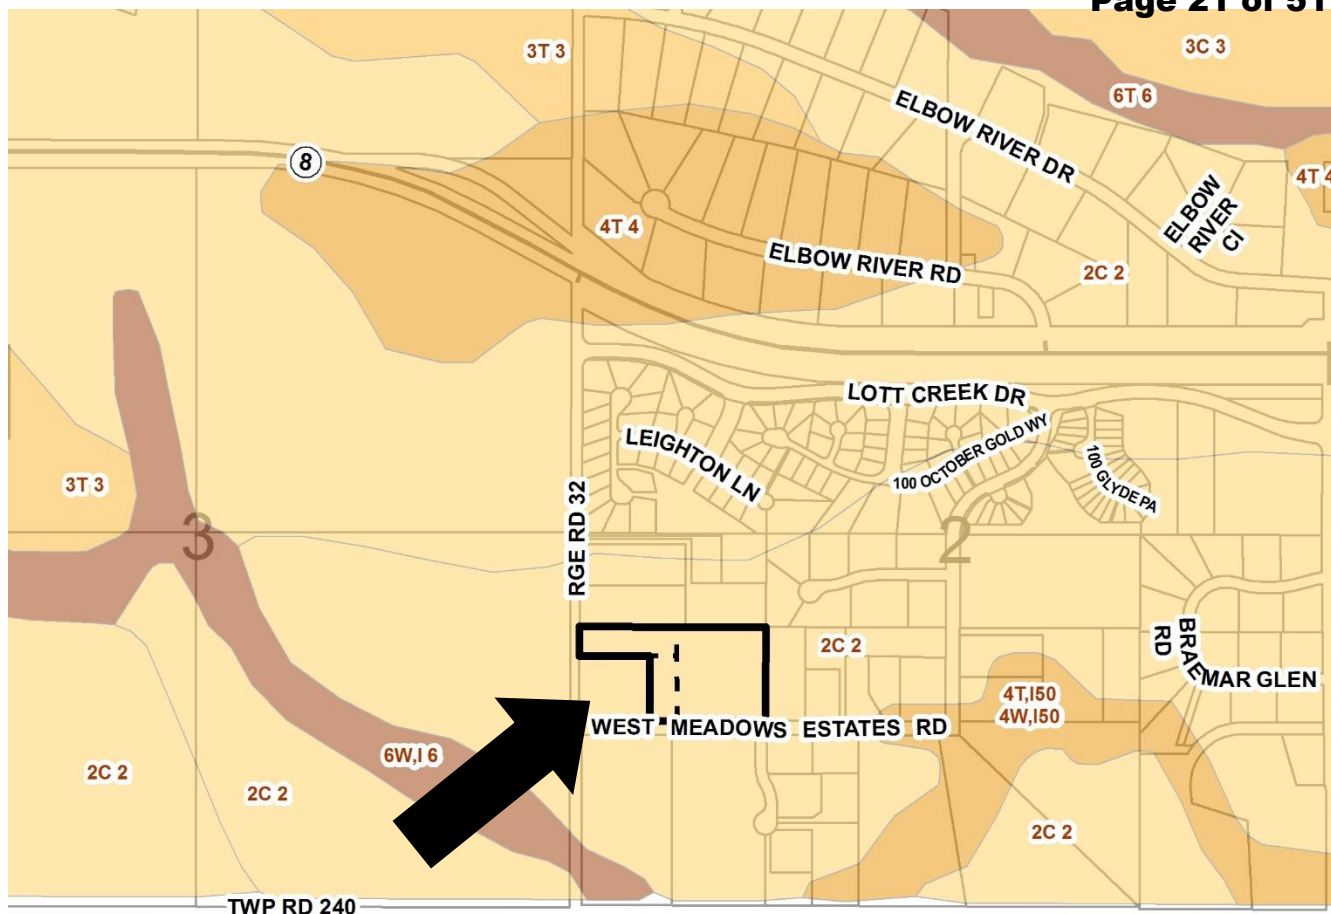 Page 21 of 51
3T 3
3C 3
6T 6
ELBOW RIVER DR
8
4T 4
ELBOW
RIVER
CI
4T 4
ELBOW RIVER RD
2C 2
LOTT CREEK DR
LEIGHTON LN
100 OCTOBER GOLD WY
100 GLYDE PA
3T 3
RGE RD 32
3
2
2C 2
BRAEMAR GLEN
RD
4T,I50
4W,I50
WEST MEADOWS ESTATES RD
6W,I 6
2C 2
2C 2
2C 2
TWP RD 240